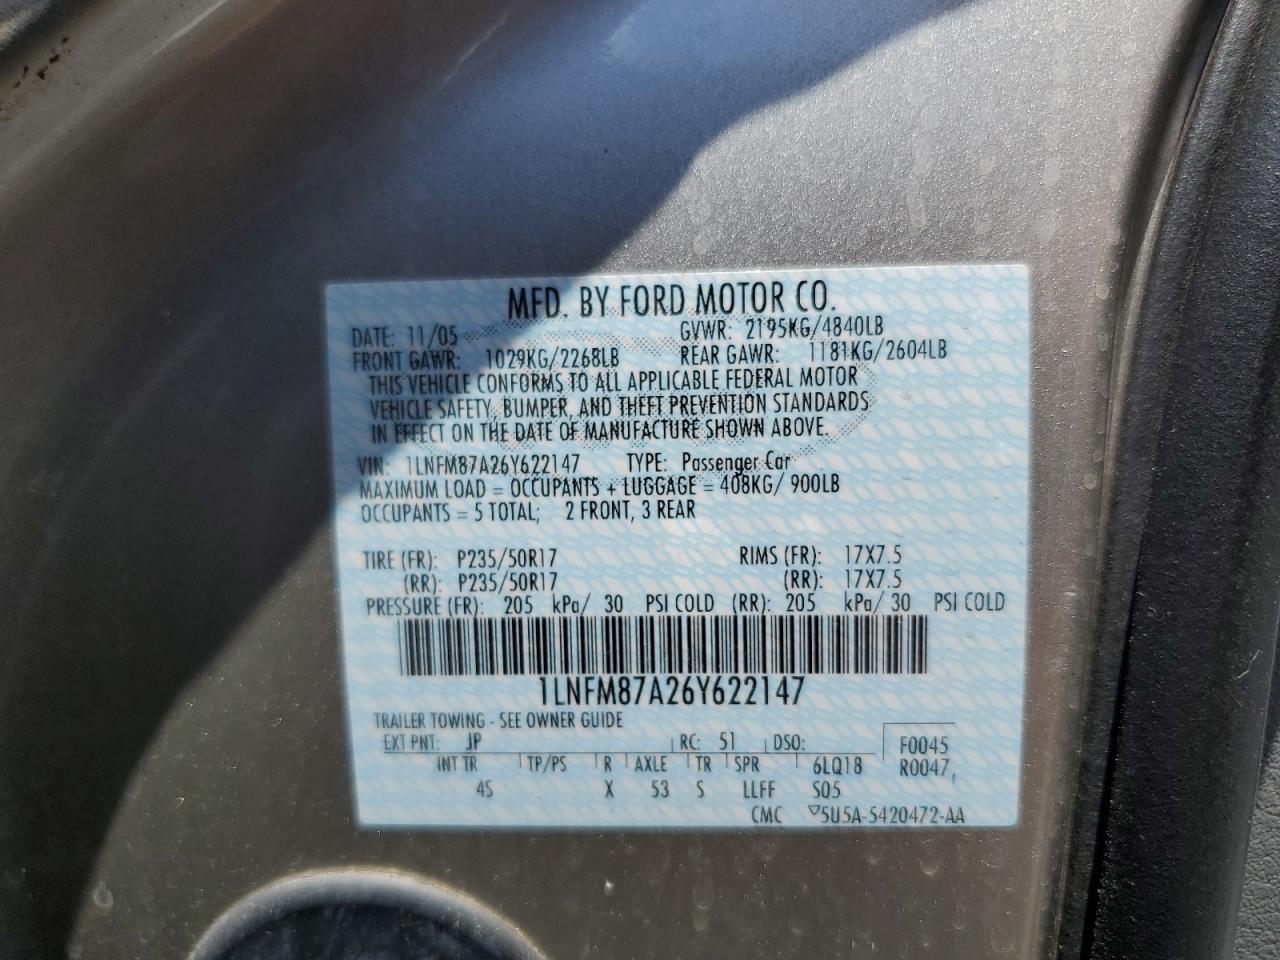 MFD. BY FORD MOTOR CO.
DATE: 11/05 GVWR: 2195KG/4840LB
FRONT GAWR: 1029KG/2268LB REAR GAWR: 1181KG/2604LB
THIS VEHICLE CONFORMS TO ALL APPLICABLE FEDERAL MOTOR
VEHICLE SAFETY, BUMPER, AND THEFT PREVENTION STANDARDS
IN EFFECT ON THE DATE OF MANUFACTURE SHOWN ABOVE.
VIN: 1LNFM87A26Y622147 TYPE: Passenger Car
MAXIMUM LOAD = OCCUPANTS + LUGGAGE = 408KG/ 900LB
OCCUPANTS = 5 TOTAL; 2 FRONT, 3 REAR
TIRE (FR): P235/50R17 RIMS (FR): 17X7.5
(RR): P235/50R17 (RR): 17X7.5
PRESSURE (FR): 205 kPa/ 30 PSI COLD (RR): 205 kPa/ 30 PSI COLD
1LNFM87A26Y622147
TRAILER TOWING - SEE OWNER GUIDE
EXT PNT: JP RC: 51 DSO: F0045
INT TR TP/PS R AXLE TR SPR 6LQ18 R0047
4S X 53 S LLFF S05
CMC ▽5U5A-5420472-AA